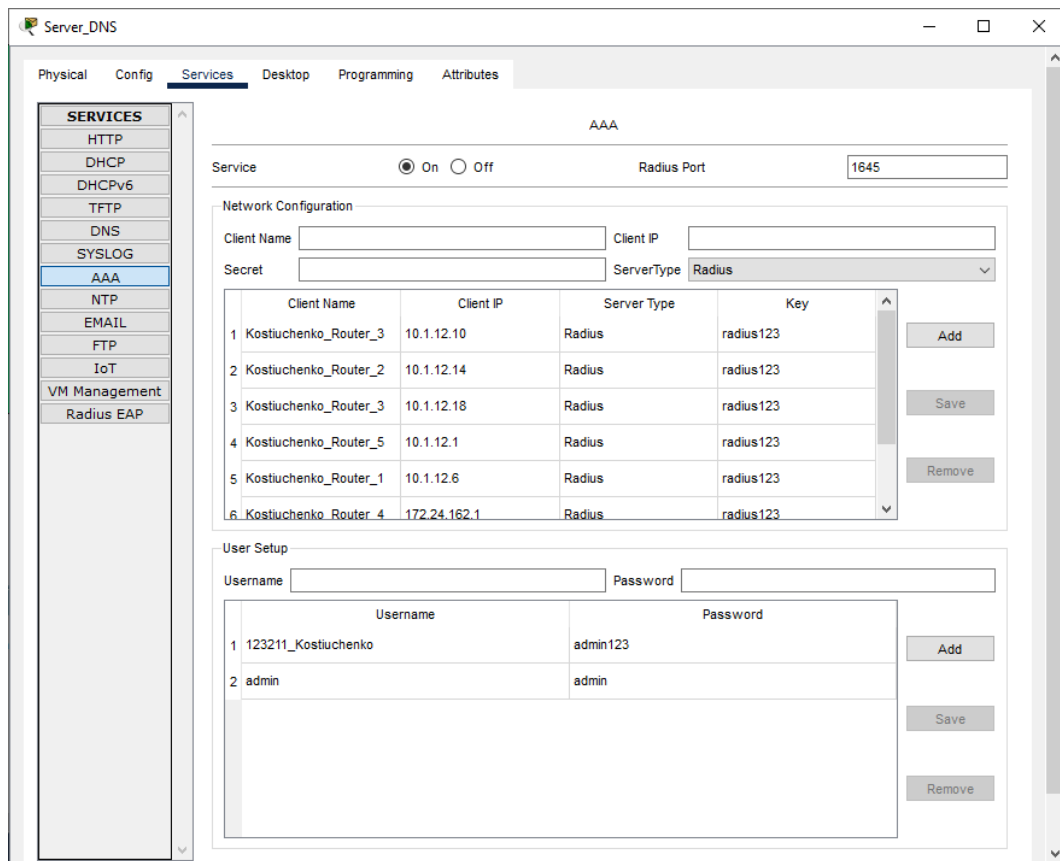 Server_DNS
Physical Config Services Desktop Programming Attributes
SERVICES
HTTP
DHCP
DHCPv6
TFTP
DNS
SYSLOG
AAA
NTP
EMAIL
FTP
IoT
VM Management
Radius EAP
AAA
Service On Off Radius Port 1645
Network Configuration
Client Name Client IP
Secret ServerType Radius
Client Name Client IP Server Type Key
1 Kostiuchenko_Router_3 10.1.12.10 Radius radius123
2 Kostiuchenko_Router_2 10.1.12.14 Radius radius123
3 Kostiuchenko_Router_3 10.1.12.18 Radius radius123
4 Kostiuchenko_Router_5 10.1.12.1 Radius radius123
5 Kostiuchenko_Router_1 10.1.12.6 Radius radius123
6 Kostiuchenko_Router_4 172.24.162.1 Radius radius123
Add
Save
Remove
User Setup
Username Password
Username Password
1 123211_Kostiuchenko admin123
2 admin admin
Add
Save
Remove